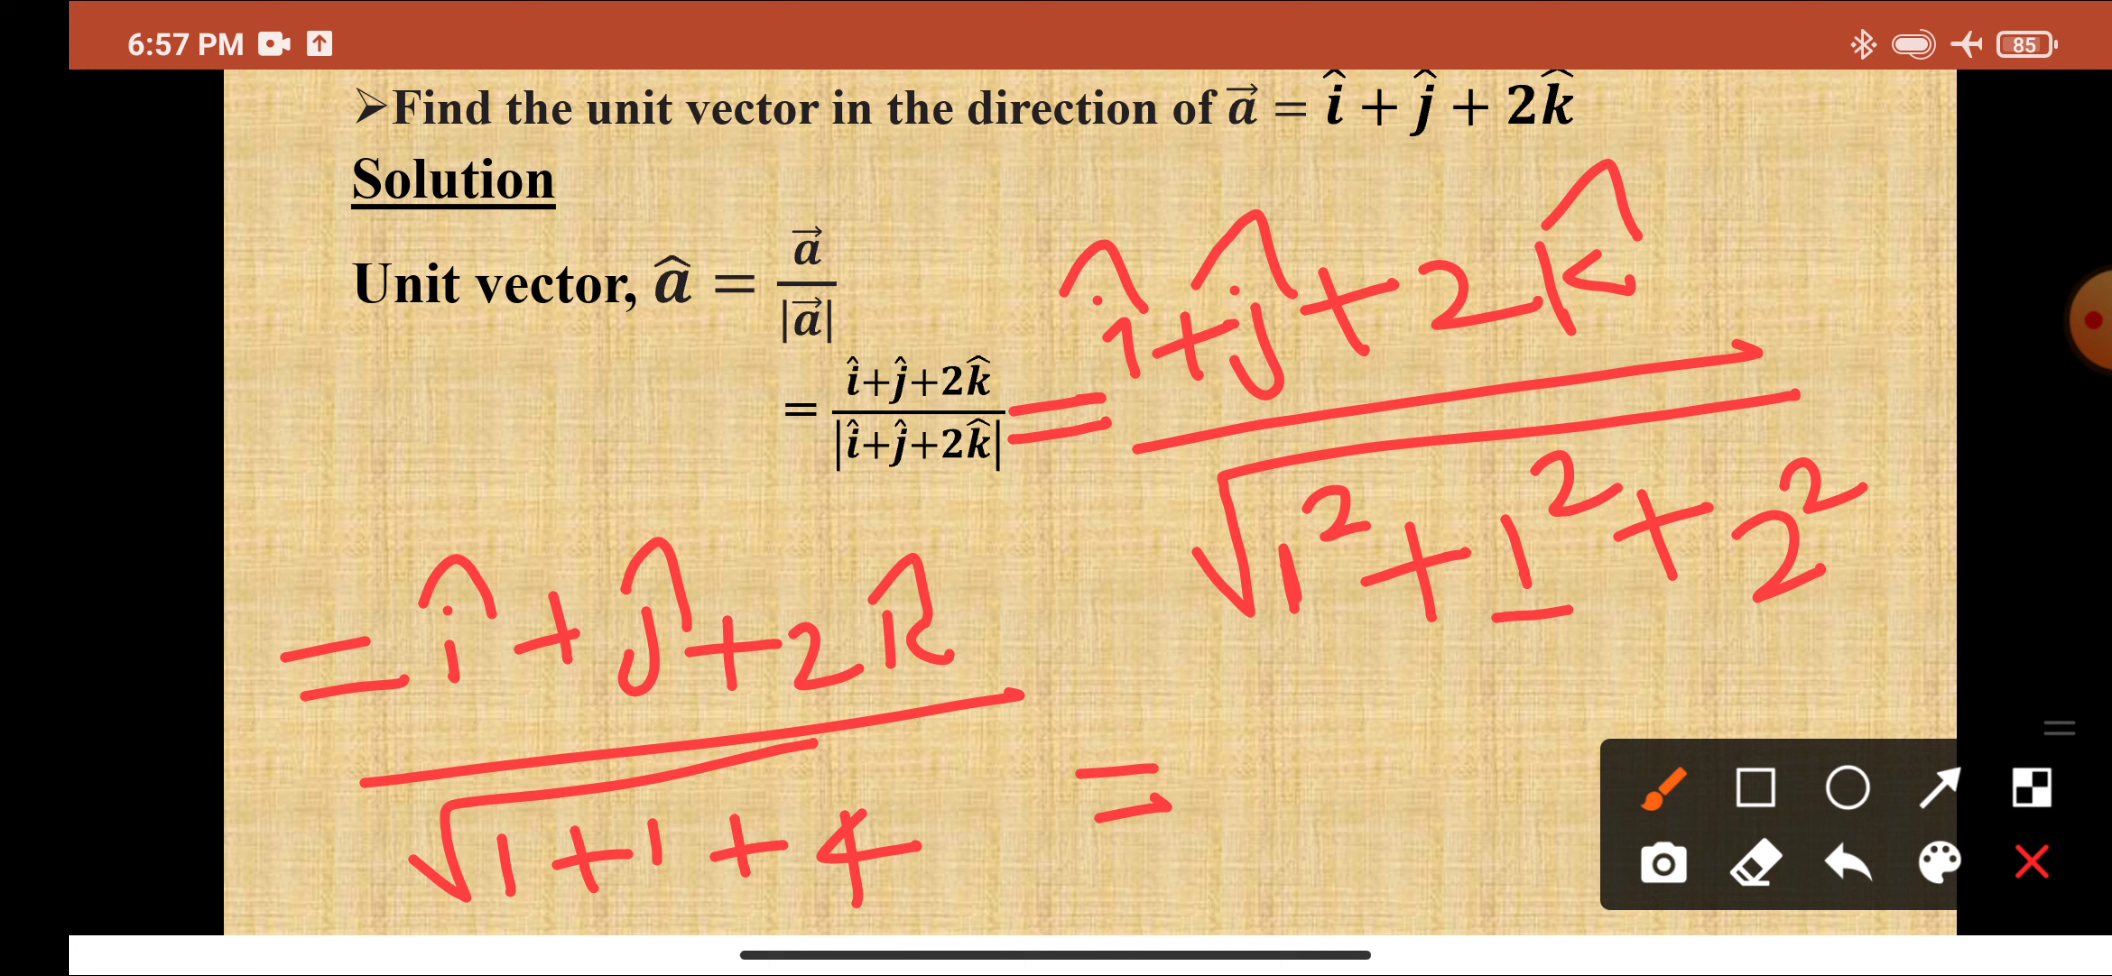 6:57 PM
85
➢Find the unit vector in the direction of a⃗ = î + ĵ + 2k̂
Solution
Unit vector, â = a⃗ / |a⃗|
= î+ĵ+2k̂ / |î+ĵ+2k̂|
= î+ĵ+2k̂ / √1²+1²+2²
= î+ĵ+2k̂ / √1+1+4
=